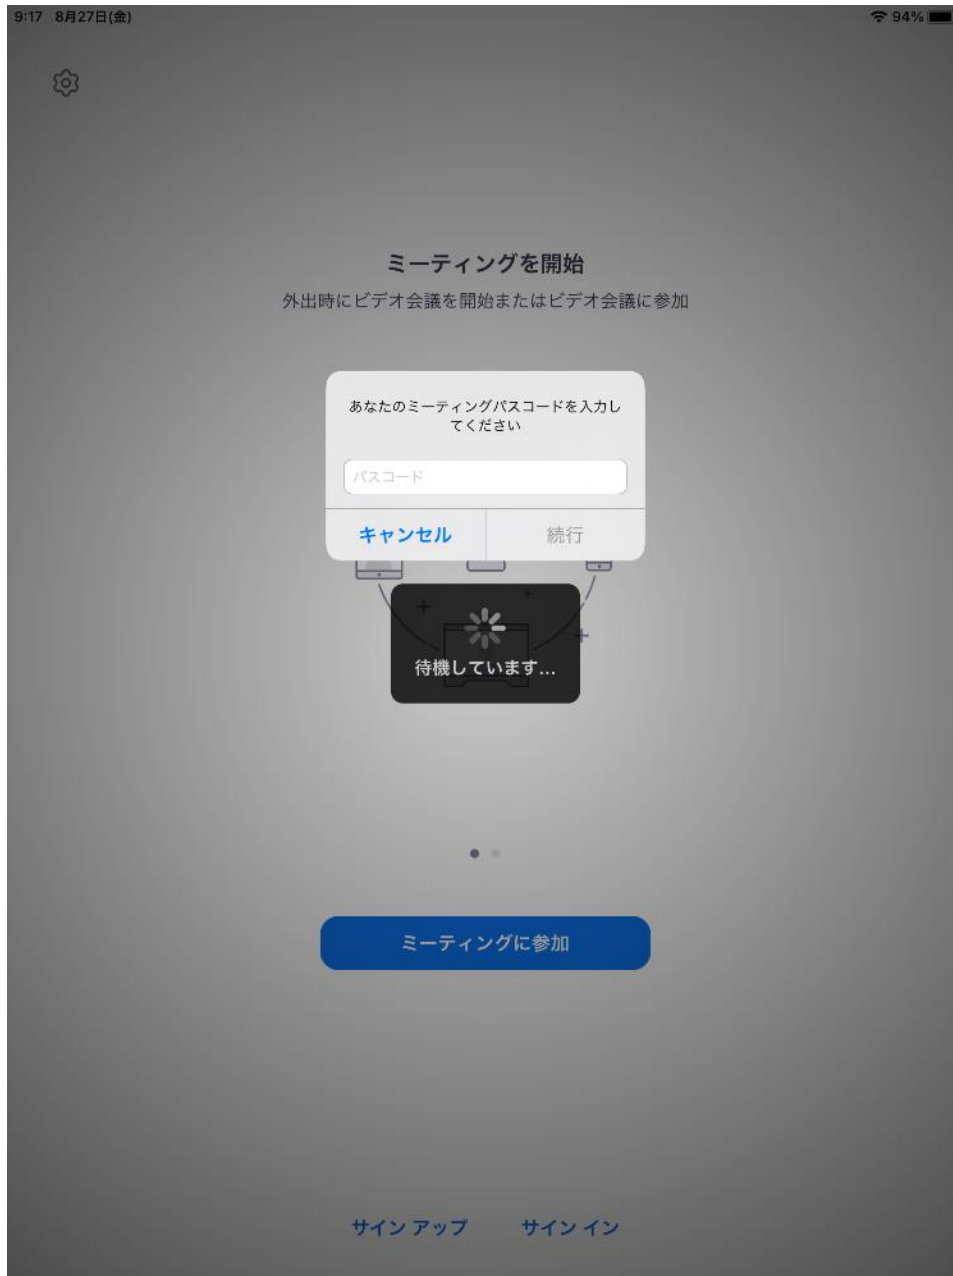 9:17 8月27日(金)
94%
ミーティングを開始
外出時にビデオ会議を開始またはビデオ会議に参加
あなたのミーティングパスコードを入力し
てください
パスコード
キャンセル 続行
待機しています...
ミーティングに参加
サイン アップ サイン イン